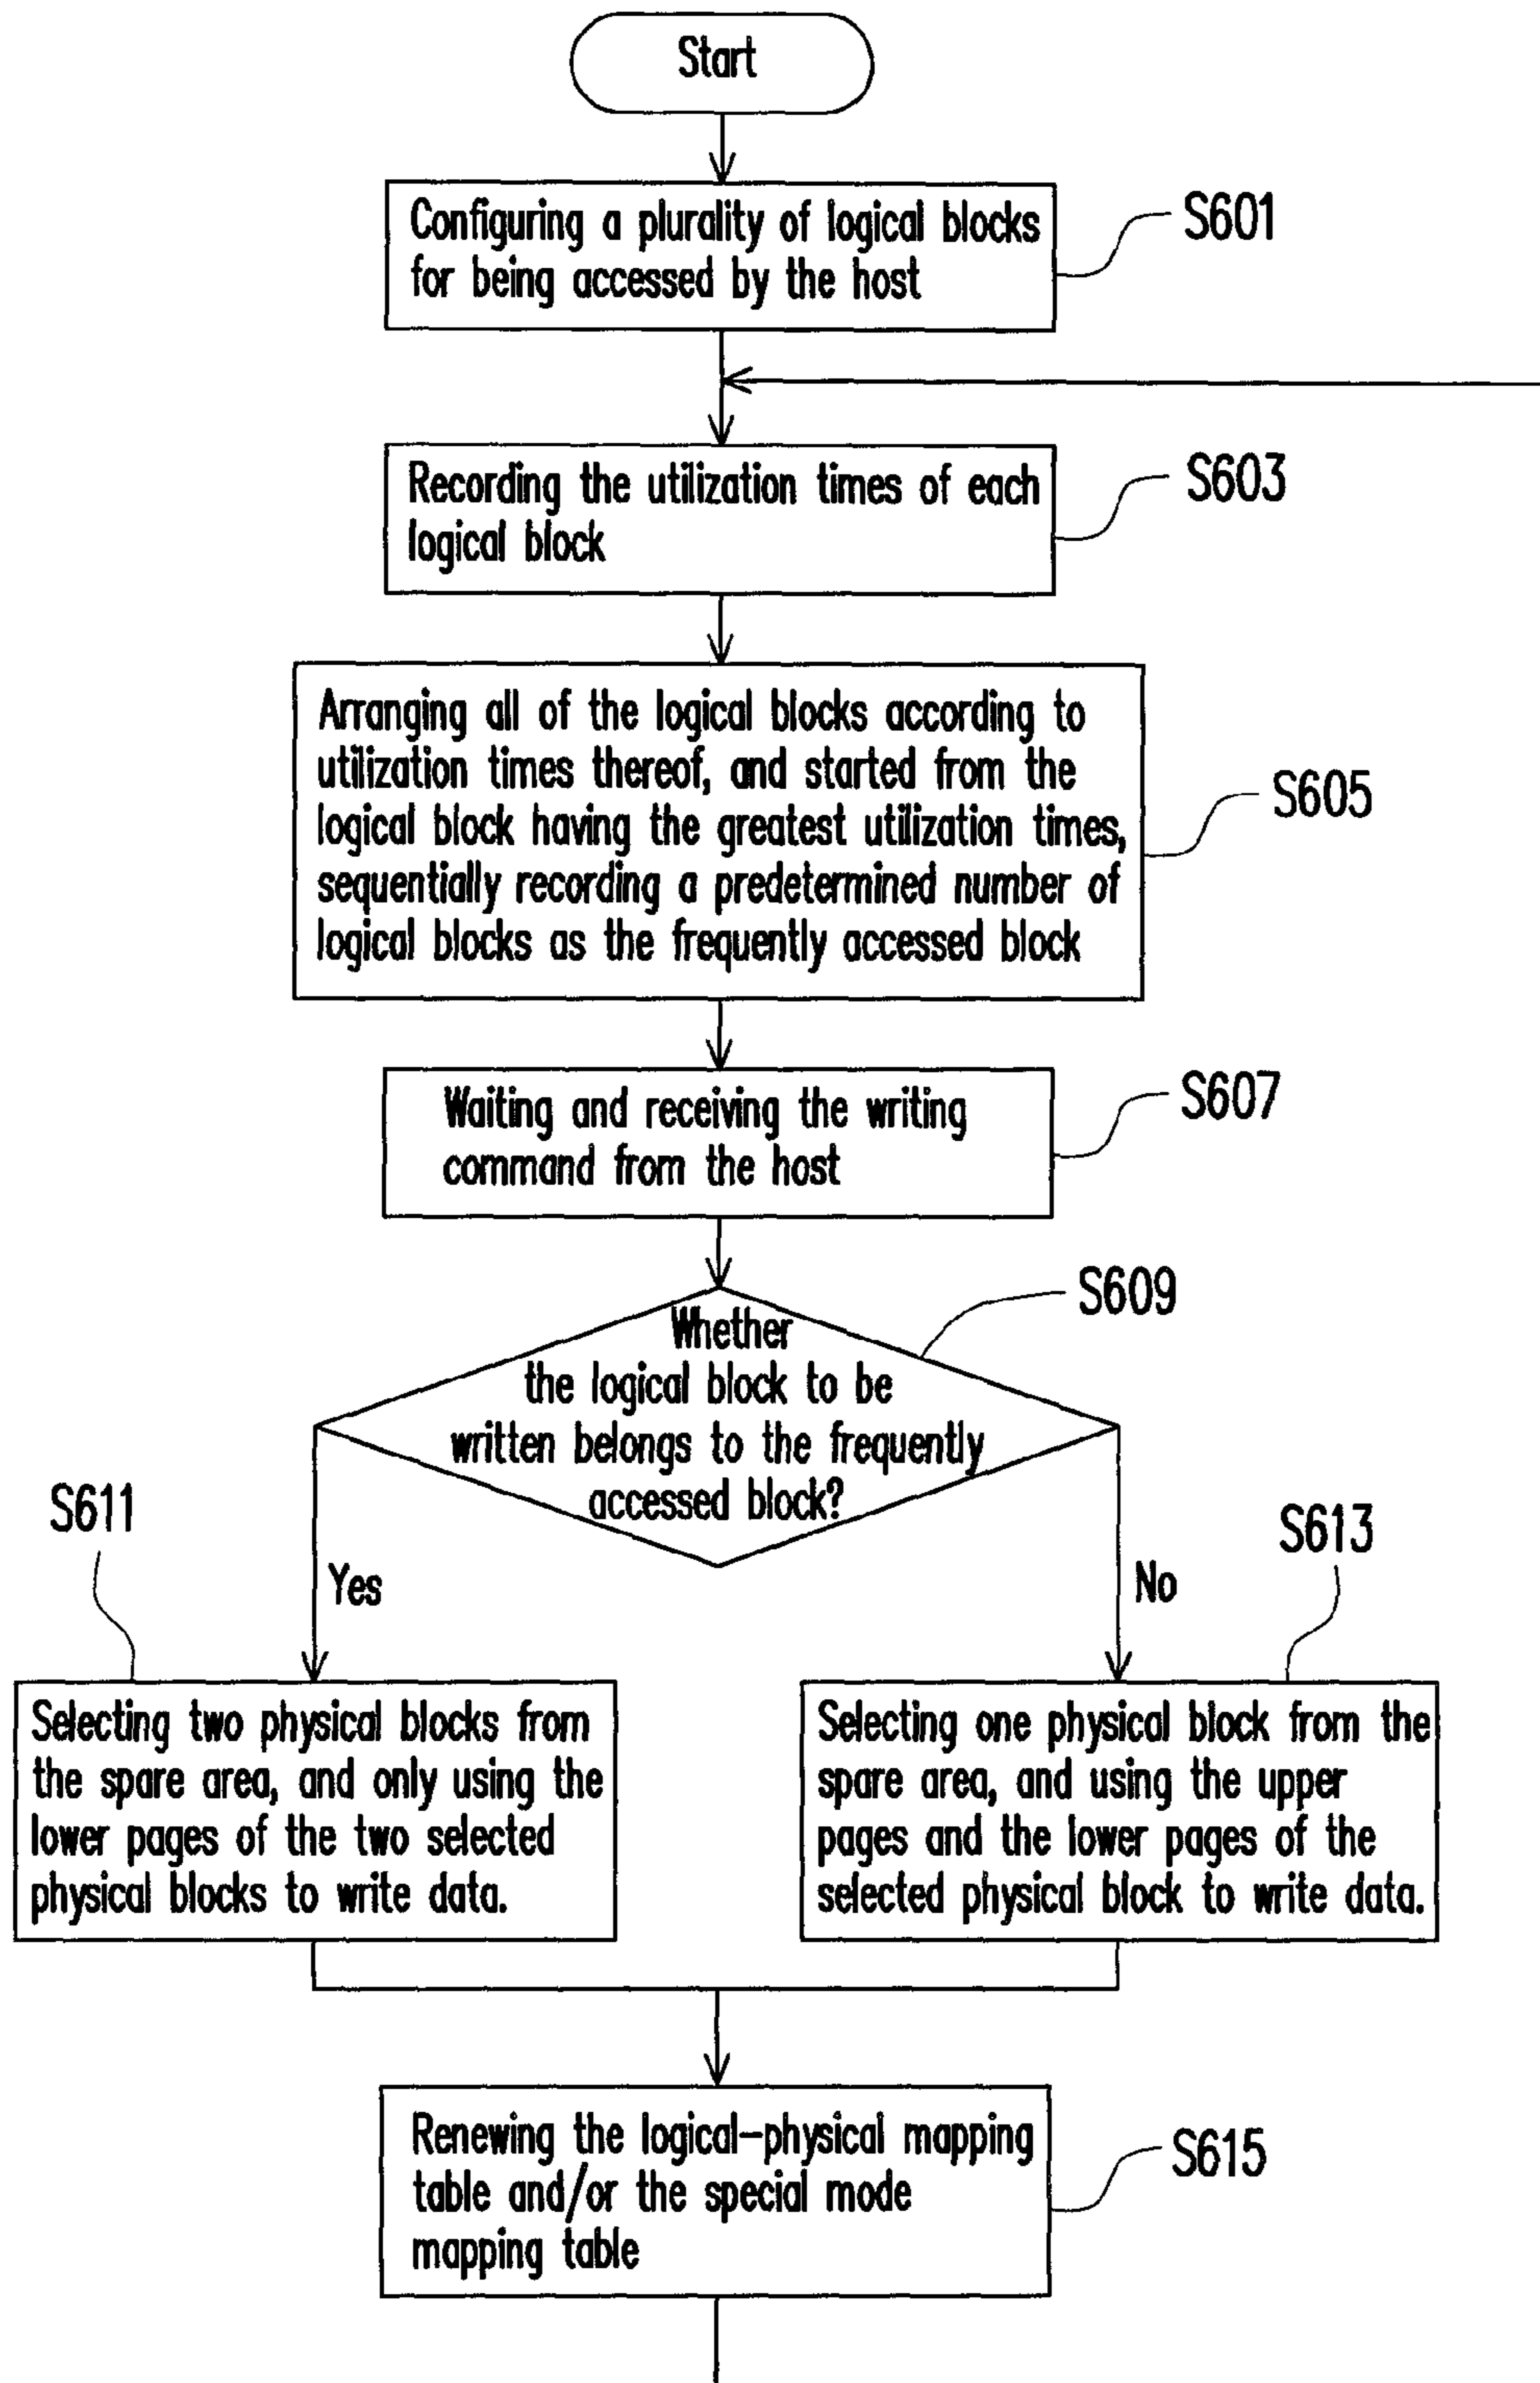 Start
Configuring a plurality of logical blocks
for being accessed by the host
S601
Recording the utilization times of each
logical block
S603
Arranging all of the logical blocks according to
utilization times thereof, and started from the
logical block having the greatest utilization times,
sequentially recording a predetermined number of
logical blocks as the frequently accessed block
S605
Waiting and receiving the writing
command from the host
S607
Whether
the logical block to be
written belongs to the frequently
accessed block?
S609
Yes
No
S611
Selecting two physical blocks from
the spare area, and only using the
lower pages of the two selected
physical blocks to write data.
S613
Selecting one physical block from the
spare area, and using the upper
pages and the lower pages of the
selected physical block to write data.
Renewing the logical-physical mapping
table and/or the special mode
mapping table
S615